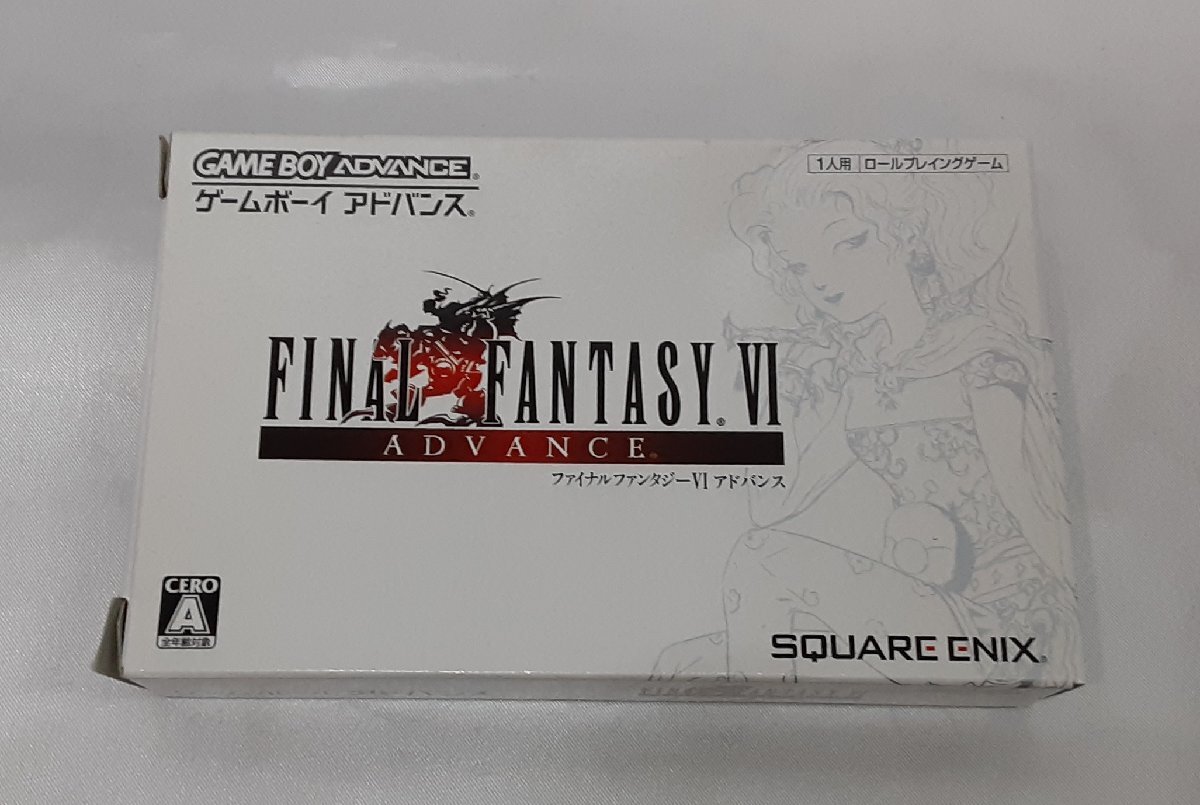 GAME BOY ADVANCE
ゲームボーイ アドバンス
1人用 ロールプレイングゲーム
FINAL FANTASY VI
ADVANCE
ファイナルファンタジーVI アドバンス
CERO
A
全年齢対象
SQUARE ENIX
FINAL FANTASY VI